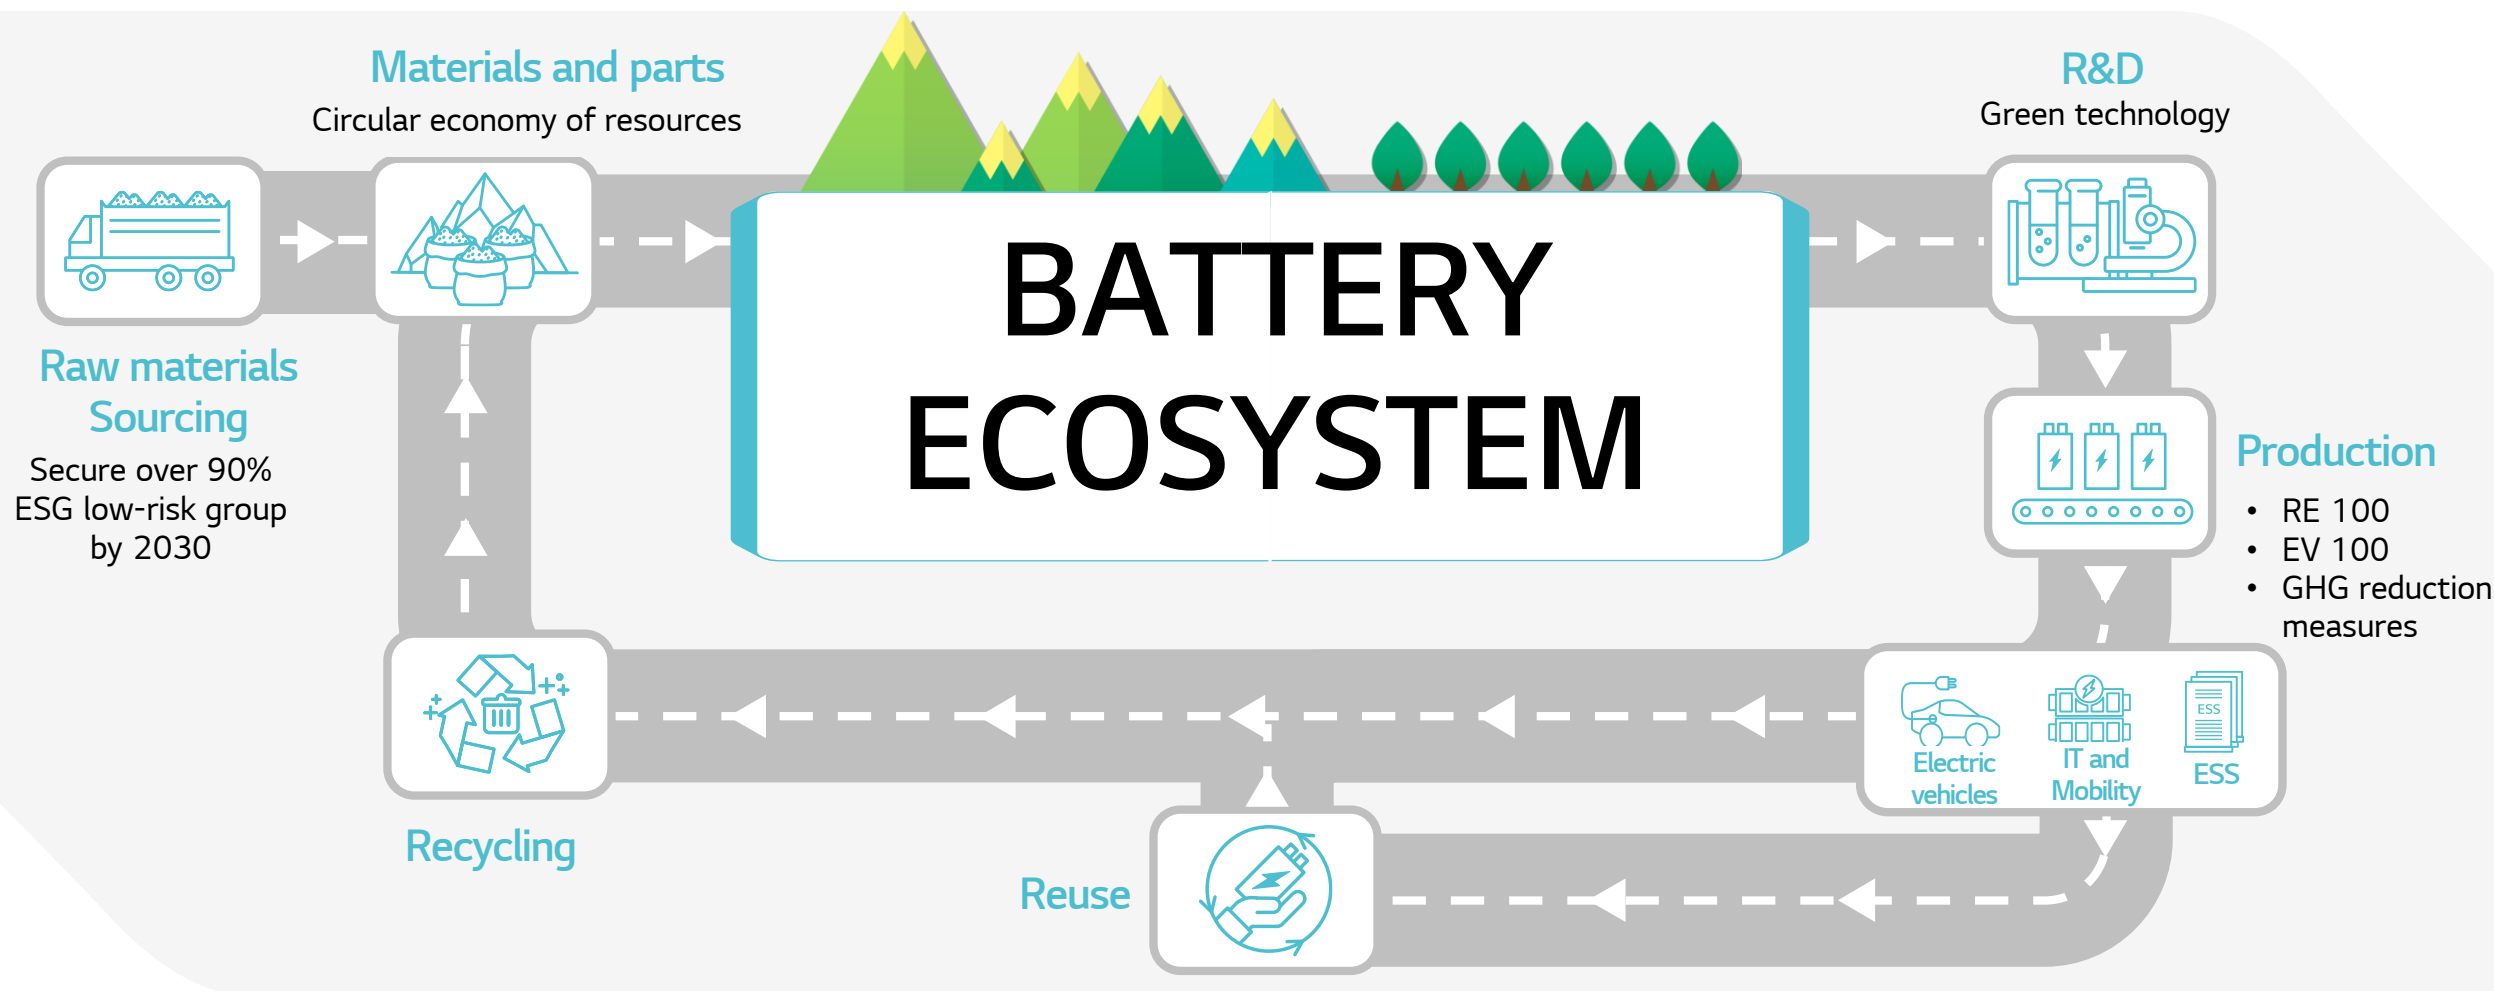 Materials and parts
Circular economy of resources
R&D
Green technology
BATTERY
ECOSYSTEM
Raw materials
Sourcing
Secure over 90%
ESG low-risk group
by 2030
Production
• RE 100
• EV 100
• GHG reduction
measures
Electric
vehicles
IT and
Mobility
ESS
ESS
Recycling
Reuse